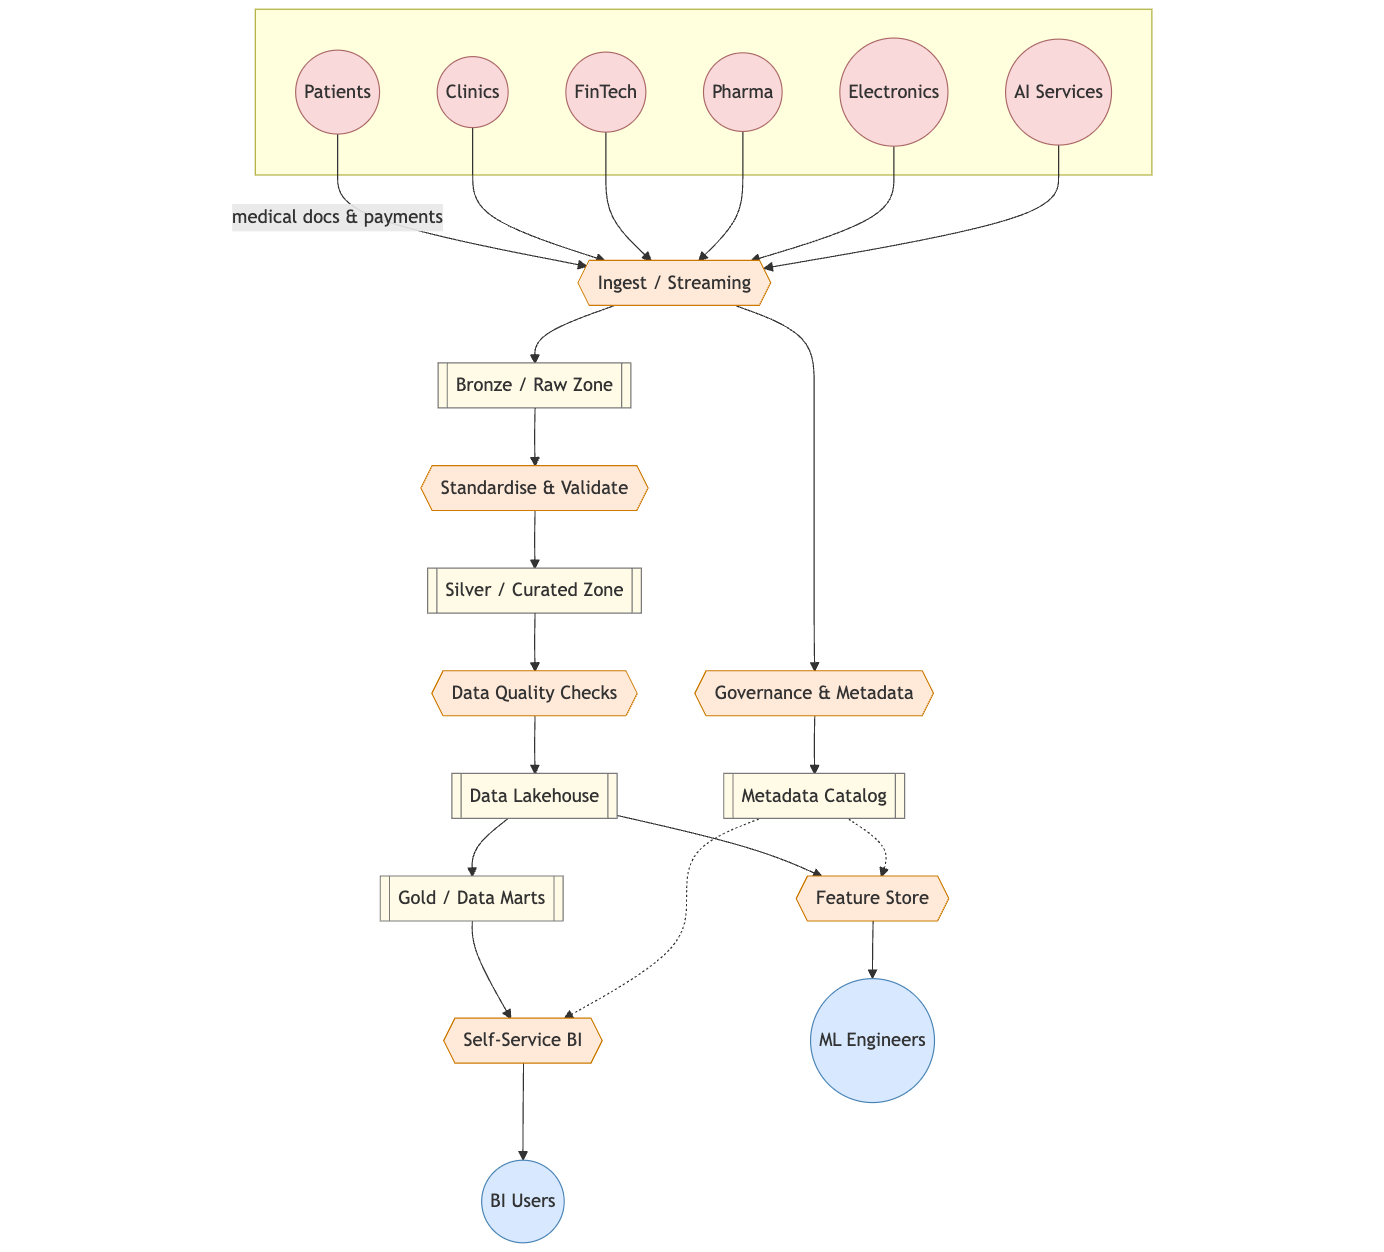 Patients
Clinics
FinTech
Pharma
Electronics
AI Services
medical docs & payments
Ingest / Streaming
Bronze / Raw Zone
Standardise & Validate
Silver / Curated Zone
Data Quality Checks
Governance & Metadata
Data Lakehouse
Metadata Catalog
Gold / Data Marts
Feature Store
Self-Service BI
ML Engineers
BI Users